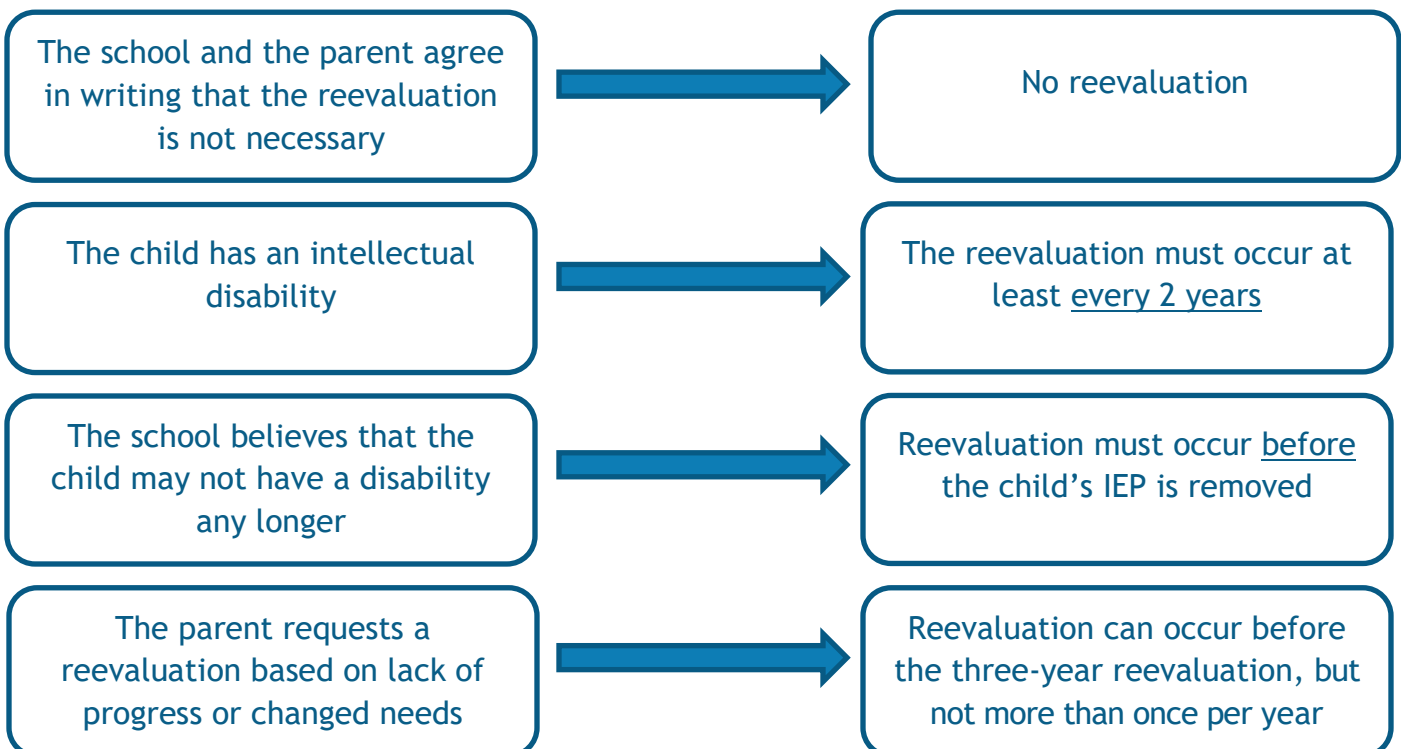 The school and the parent agree
in writing that the reevaluation
is not necessary
No reevaluation
The child has an intellectual
disability
The reevaluation must occur at
least every 2 years
The school believes that the
child may not have a disability
any longer
Reevaluation must occur before
the child’s IEP is removed
The parent requests a
reevaluation based on lack of
progress or changed needs
Reevaluation can occur before
the three-year reevaluation, but
not more than once per year